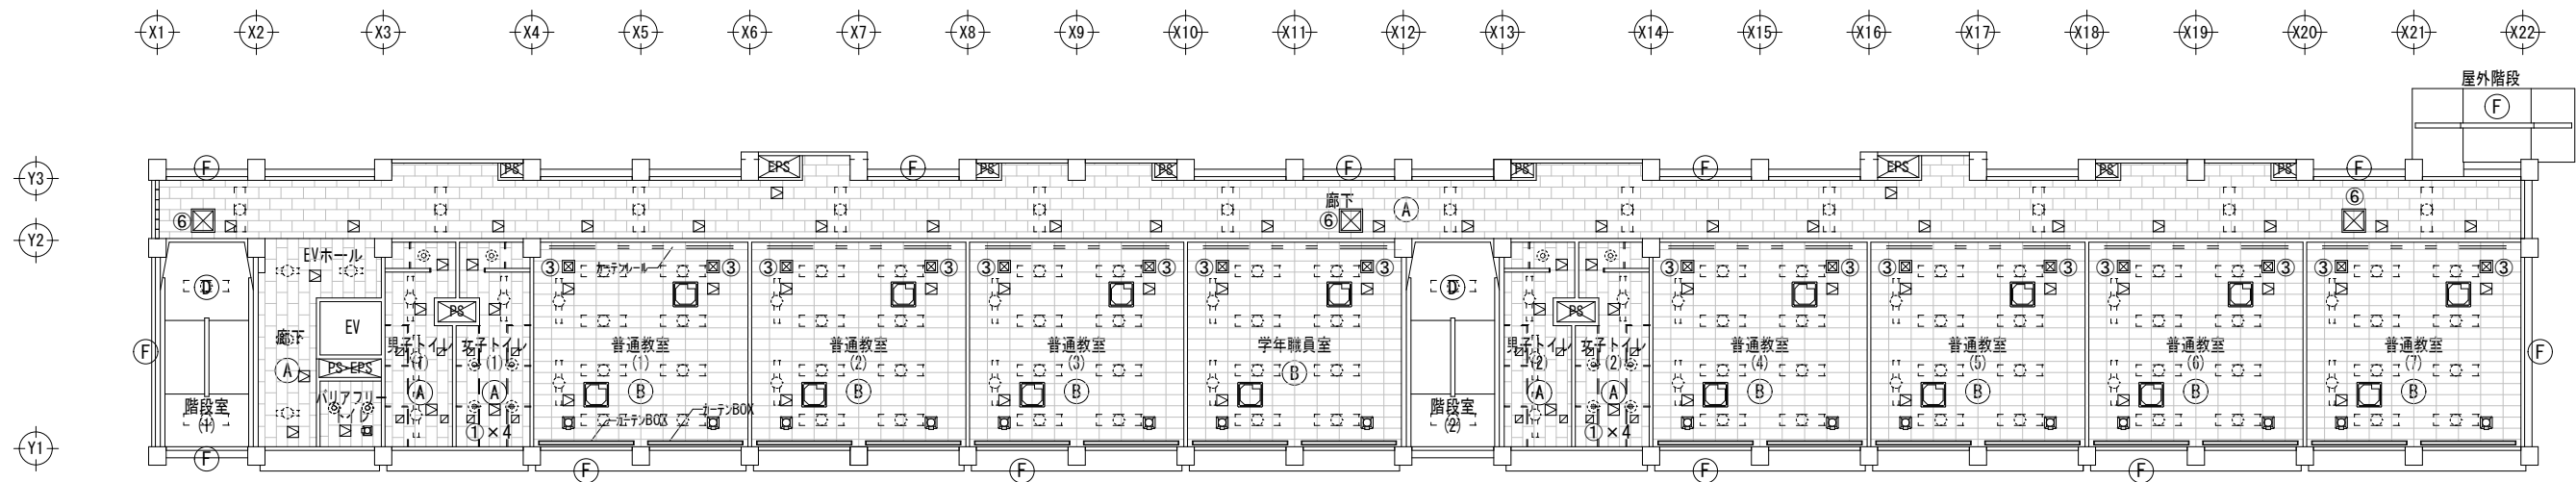 X1 X2 X3 X4 X5 X6 X7 X8 X9 X10 X11 X12 X13 X14 X15 X16 X17 X18 X19 X20 X21 X22
屋外階段
F
F F F F F
PS EPS PS PS PS EPS PS PS
Y3
廊下
⑥ ⑥ A ⑥
Y2
EVホール
カーテンレール
③ ③ ③ ③ ③ ③ ③ ③ ③ ③ ③ ③ ③ ③ ③ ③
D D
PS PS
EV
廊下
男子トイレ 女子トイレ 普通教室 普通教室 普通教室 学年職員室 男子トイレ 女子トイレ 普通教室 普通教室 普通教室 普通教室
(1) (1) (1) (2) (3) (2) (2) (4) (5) (6) (7)
F F
A PS・EPS B
A A B B B A A B B B B
バリアフリー
トイレ
階段室 階段室
(1) (2)
カーテンBOX カーテンBOX
①×4 ①×4
Y1
F F F F F